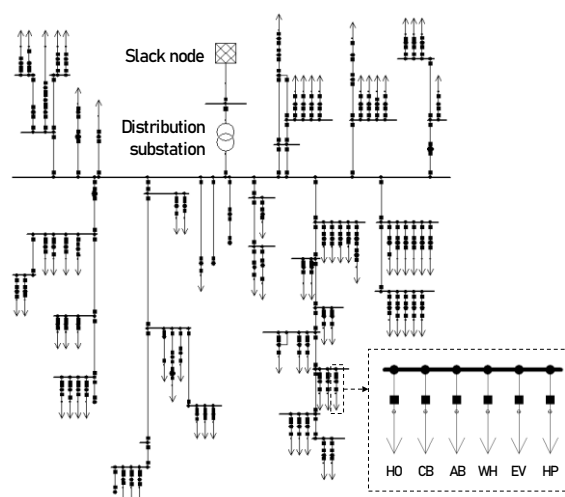 Slack node
Distribution
substation
HO CB AB WH EV HP